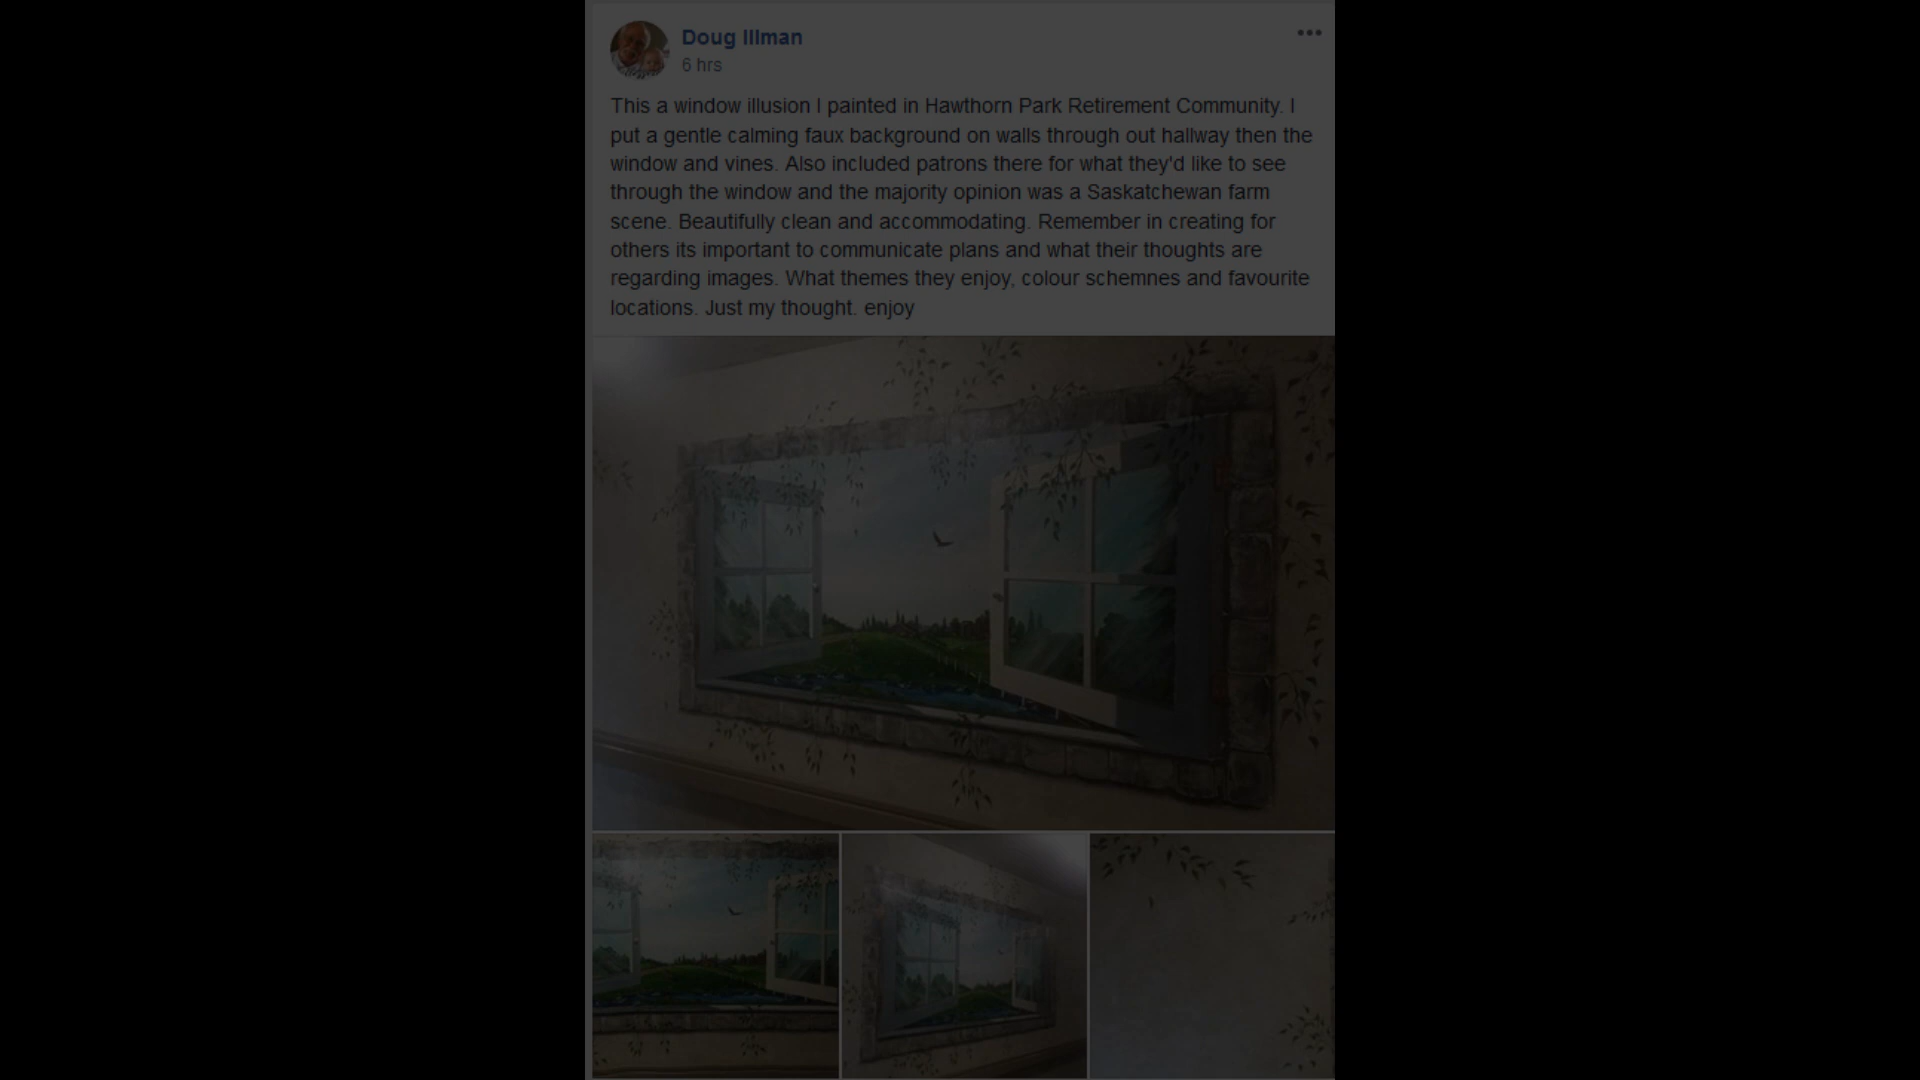 Doug Illman
6 hrs
This a window illusion I painted in Hawthorn Park Retirement Community. I
put a gentle calming faux background on walls through out hallway then the
window and vines. Also included patrons there for what they'd like to see
through the window and the majority opinion was a Saskatchewan farm
scene. Beautifully clean and accommodating. Remember in creating for
others its important to communicate plans and what their thoughts are
regarding images. What themes they enjoy, colour schemnes and favourite
locations. Just my thought. enjoy